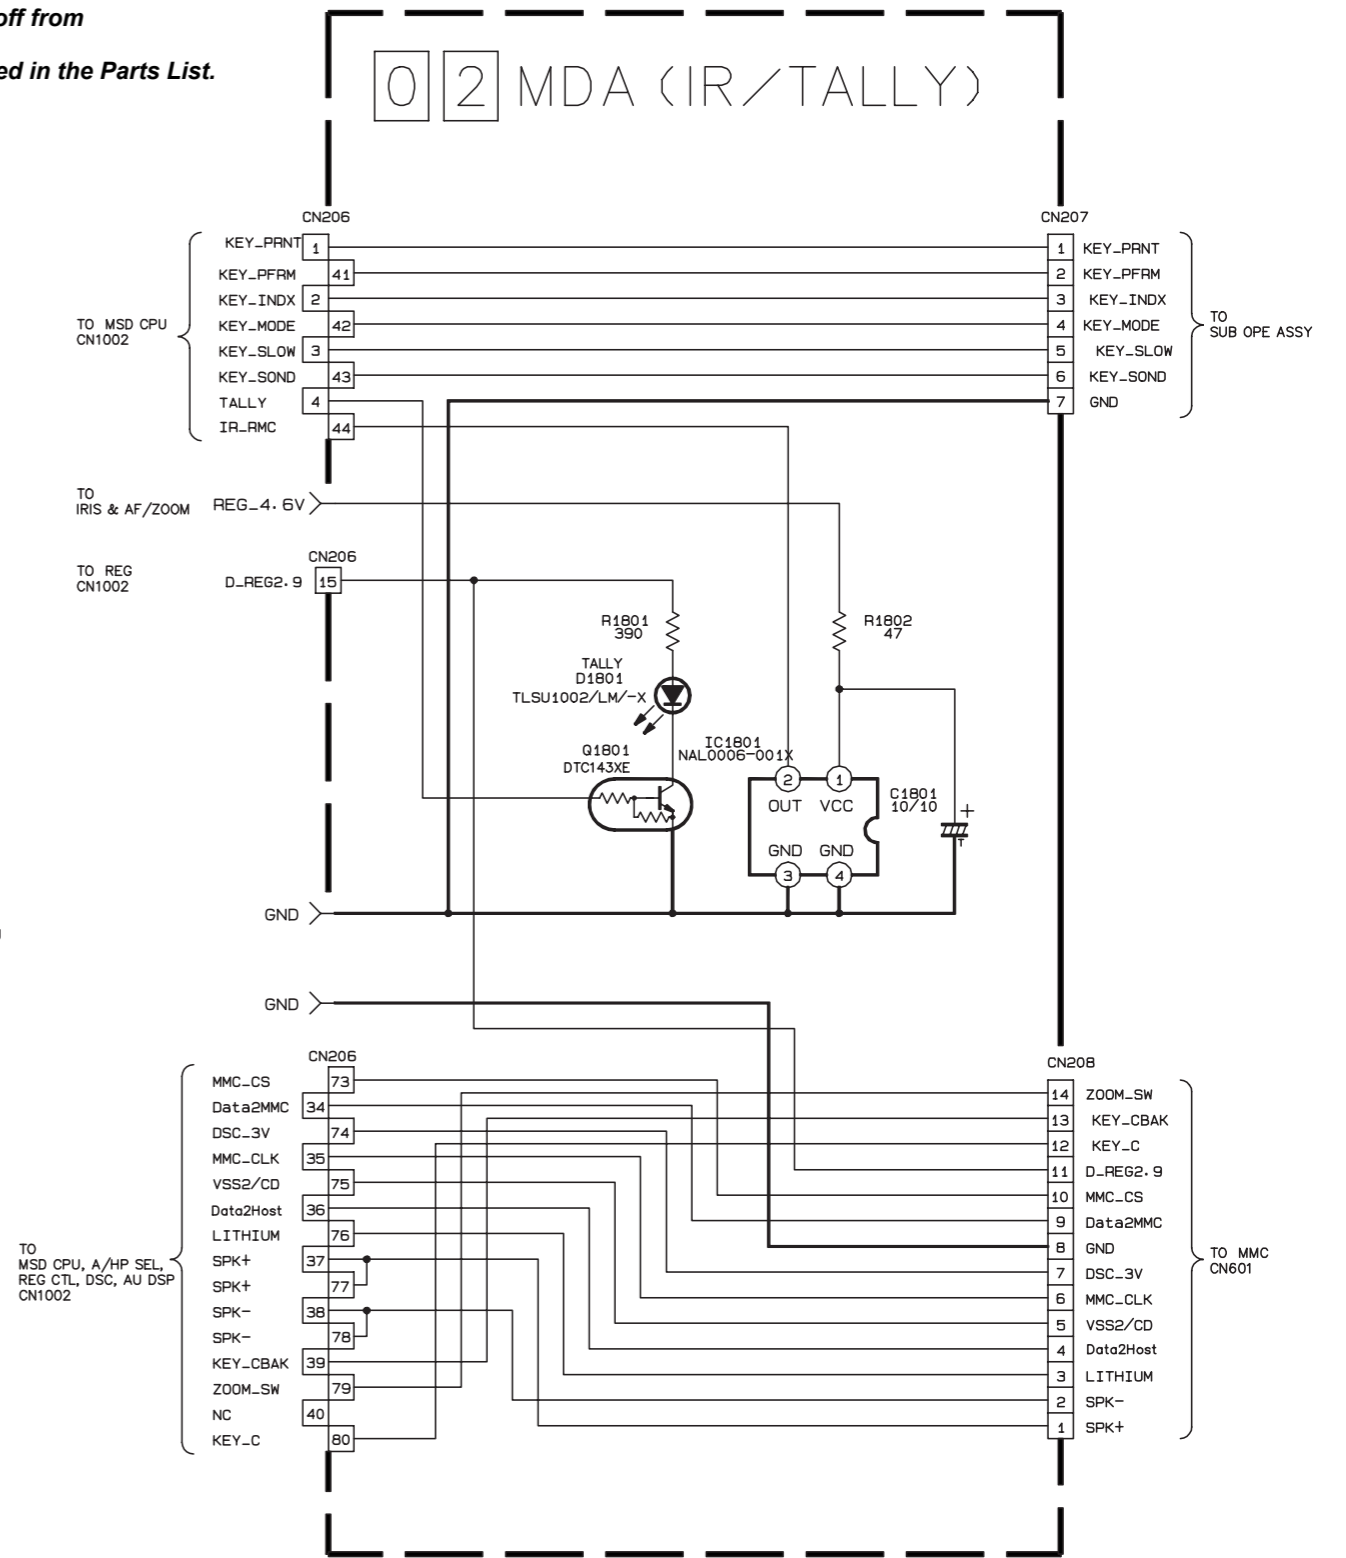 off from
ed in the Parts List.
0 2 MDA (IR/TALLY)
CN206
CN207
KEY_PRNT 1
1 KEY_PRNT
KEY_PFRM 41
2 KEY_PFRM
KEY_INDX 2
3 KEY_INDX
KEY_MODE 42
4 KEY_MODE
KEY_SLOW 3
5 KEY_SLOW
KEY_SOND 43
6 KEY_SOND
TALLY 4
7 GND
IR_RMC 44
TO MSD CPU
CN1002
TO
SUB OPE ASSY
TO
IRIS & AF/ZOOM
REG_4.6V
CN206
TO REG
CN1002
D_REG2.9 15
R1801
390
R1802
47
TALLY
D1801
TLSU1002/LM/-X
Q1801
DTC143XE
IC1801
NAL0006-001X
2 1
OUT VCC
C1801
10/10
+
T
GND GND
3 4
GND
GND
CN206
CN208
MMC_CS 73
Data2MMC 34
DSC_3V 74
MMC_CLK 35
VSS2/CD 75
Data2Host 36
LITHIUM 76
SPK+ 37
SPK+ 77
SPK- 38
SPK- 78
KEY_CBAK 39
ZOOM_SW 79
NC 40
KEY_C 80
TO
MSD CPU, A/HP SEL,
REG CTL, DSC, AU DSP
CN1002
14 ZOOM_SW
13 KEY_CBAK
12 KEY_C
11 D_REG2.9
10 MMC_CS
9 Data2MMC
8 GND
7 DSC_3V
6 MMC_CLK
5 VSS2/CD
4 Data2Host
3 LITHIUM
2 SPK-
1 SPK+
TO MMC
CN601